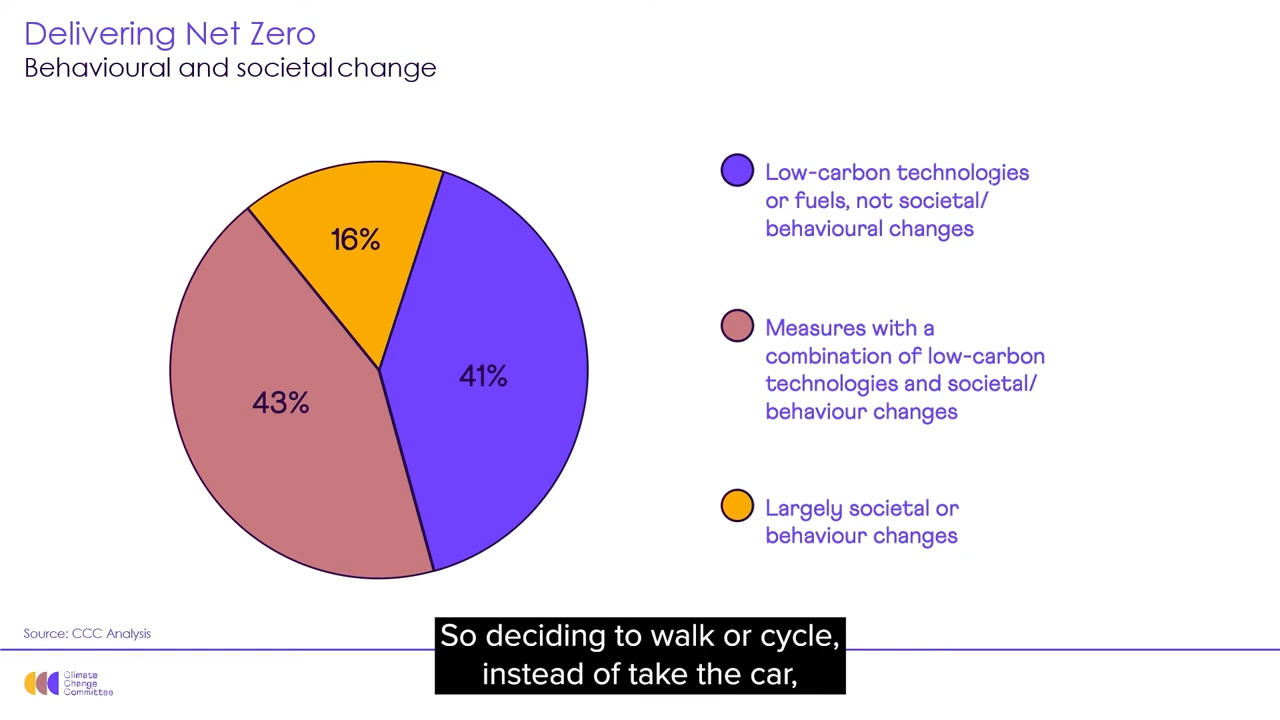 Delivering Net Zero
Behavioural and societal change
16%
41%
43%
Low-carbon technologies
or fuels, not societal/
behavioural changes
Measures with a
combination of low-carbon
technologies and societal/
behaviour changes
Largely societal or
behaviour changes
Source: CCC Analysis
So deciding to walk or cycle,
instead of take the car,
Climate
Change
Committee